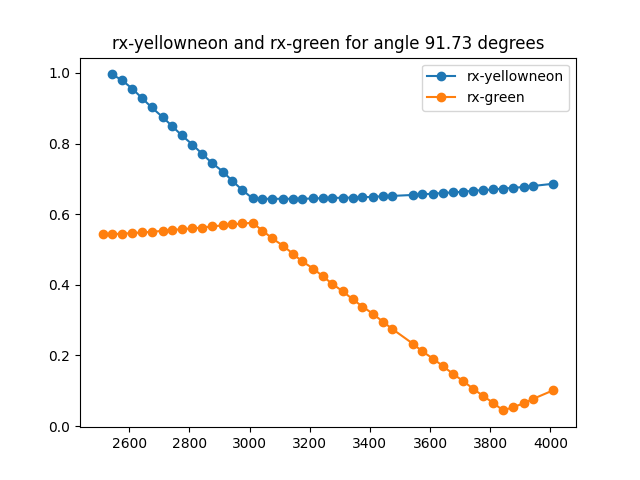 rx-yellowneon and rx-green for angle 91.73 degrees
rx-yellowneon
rx-green
1.0
0.8
0.6
0.4
0.2
0.0
2600 2800 3000 3200 3400 3600 3800 4000